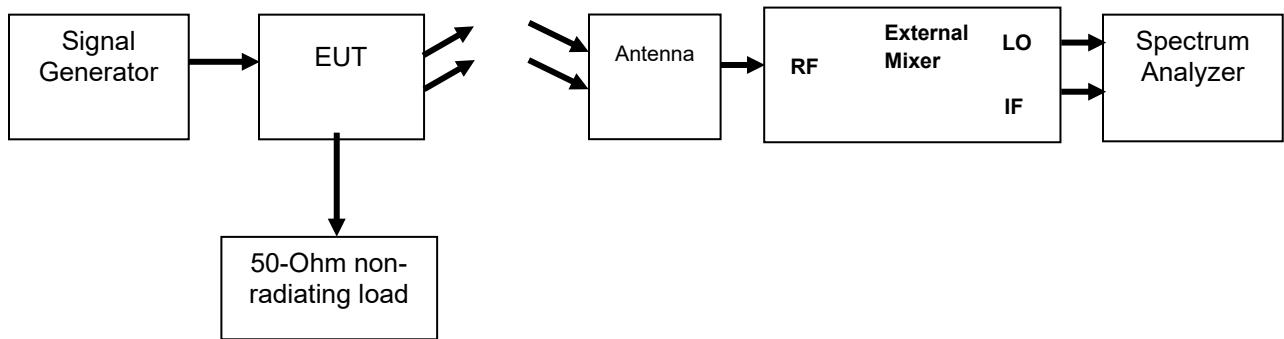 Signal
Generator
EUT
Antenna
RF
External
Mixer
LO
IF
Spectrum
Analyzer
50-Ohm non-
radiating load